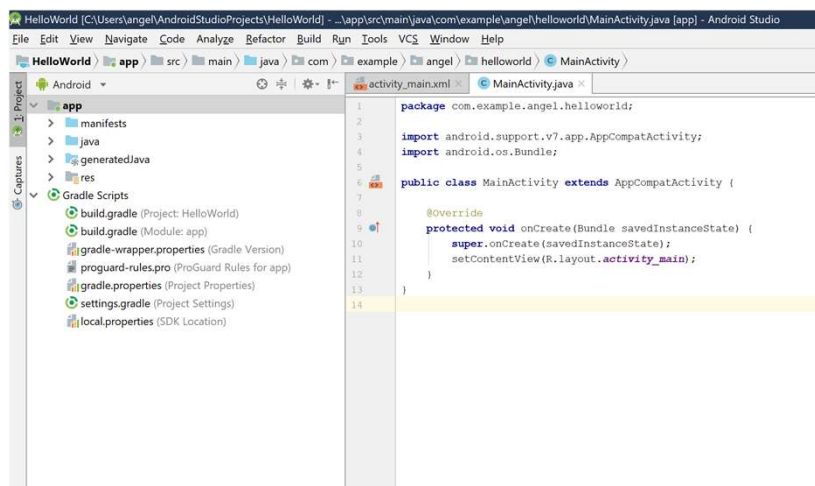 HelloWorld [C:\Users\angel\AndroidStudioProjects\HelloWorld] - ...\app\src\main\java\com\example\angel\helloworld\MainActivity.java [app] - Android Studio
File Edit View Navigate Code Analyze Refactor Build Run Tools VCS Window Help
HelloWorld app src main java com example angel helloworld MainActivity
1: Project
Captures
Android
app
manifests
java
generatedJava
res
Gradle Scripts
build.gradle (Project: HelloWorld)
build.gradle (Module: app)
gradle-wrapper.properties (Gradle Version)
proguard-rules.pro (ProGuard Rules for app)
gradle.properties (Project Properties)
settings.gradle (Project Settings)
local.properties (SDK Location)
activity_main.xml MainActivity.java
1 package com.example.angel.helloworld;
2
3 import android.support.v7.app.AppCompatActivity;
4 import android.os.Bundle;
5
6 public class MainActivity extends AppCompatActivity {
7
8 @Override
9 protected void onCreate(Bundle savedInstanceState) {
10 super.onCreate(savedInstanceState);
11 setContentView(R.layout.activity_main);
12 }
13 }
14